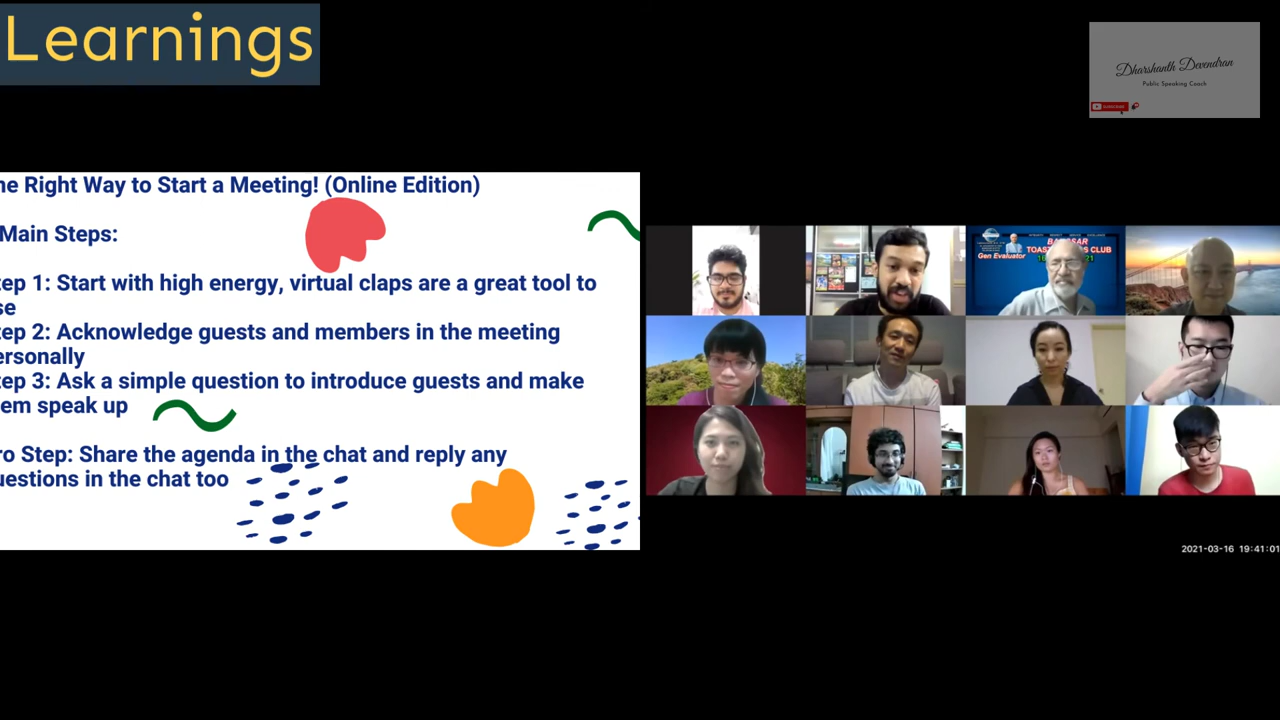 Learnings
Dharshanth Devendran
Public Speaking Coach
he Right Way to Start a Meeting! (Online Edition)
Main Steps:
tep 1: Start with high energy, virtual claps are a great tool to
se
tep 2: Acknowledge guests and members in the meeting
ersonally
tep 3: Ask a simple question to introduce guests and make
em speak up
ro Step: Share the agenda in the chat and reply any
uestions in the chat too
Gen Evaluator
CLUB
2021-03-16 19:41:01